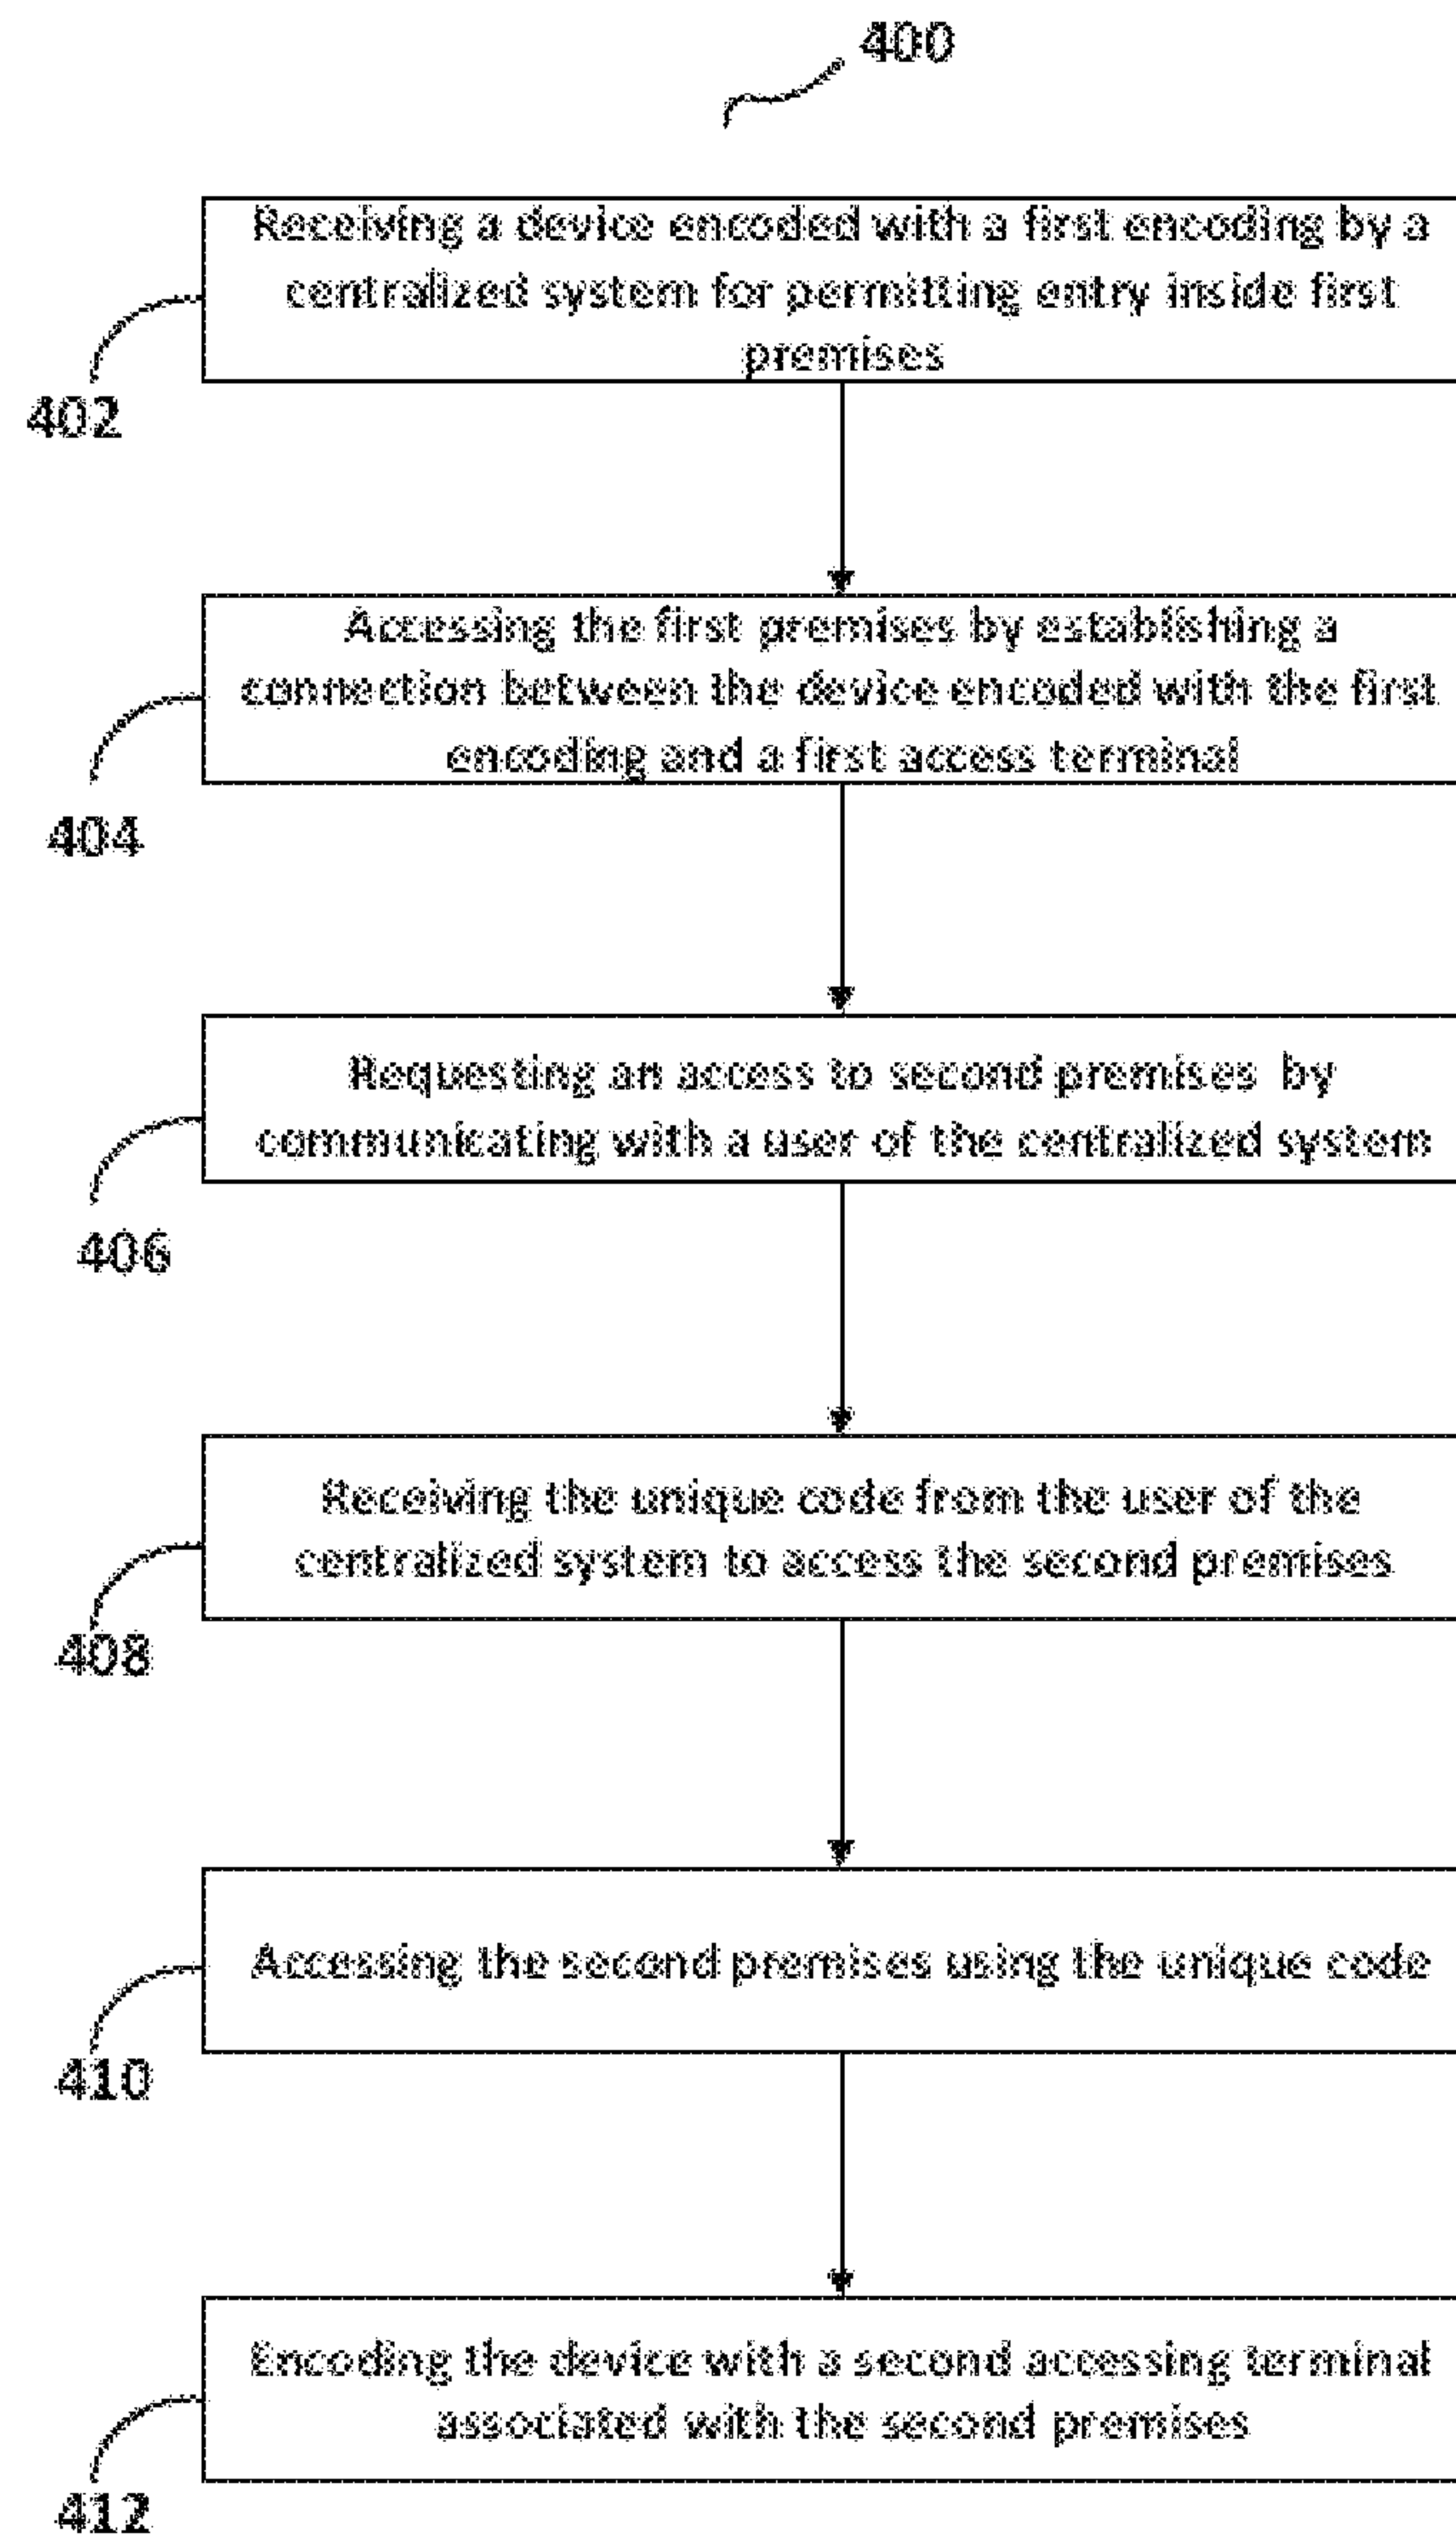 400
Receiving a device encoded with a first encoding by a
centralized system for permitting entry inside first
premises
402
Accessing the first premises by establishing a
connection between the device encoded with the first
encoding and a first access terminal
404
Requesting an access to second premises by
communicating with a user of the centralized system
406
Receiving the unique code from the user of the
centralized system to access the second premises
408
Accessing the second premises using the unique code
410
Encoding the device with a second accessing terminal
associated with the second premises
412